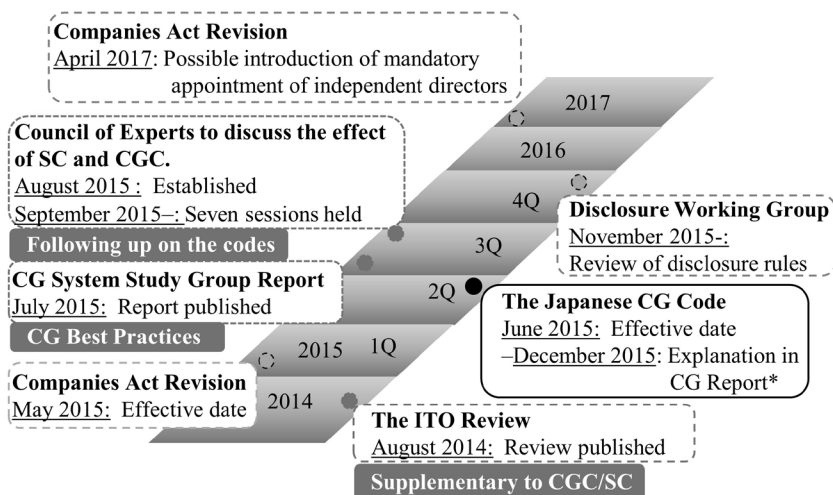 Companies Act Revision
April 2017: Possible introduction of mandatory
appointment of independent directors
2017
Council of Experts to discuss the effect
of SC and CGC.
August 2015 : Established
September 2015–: Seven sessions held
Following up on the codes
2016
4Q
Disclosure Working Group
November 2015-:
Review of disclosure rules
3Q
CG System Study Group Report
July 2015: Report published
CG Best Practices
2Q
The Japanese CG Code
June 2015: Effective date
–December 2015: Explanation in
CG Report*
2015 1Q
Companies Act Revision
May 2015: Effective date
2014
The ITO Review
August 2014: Review published
Supplementary to CGC/SC